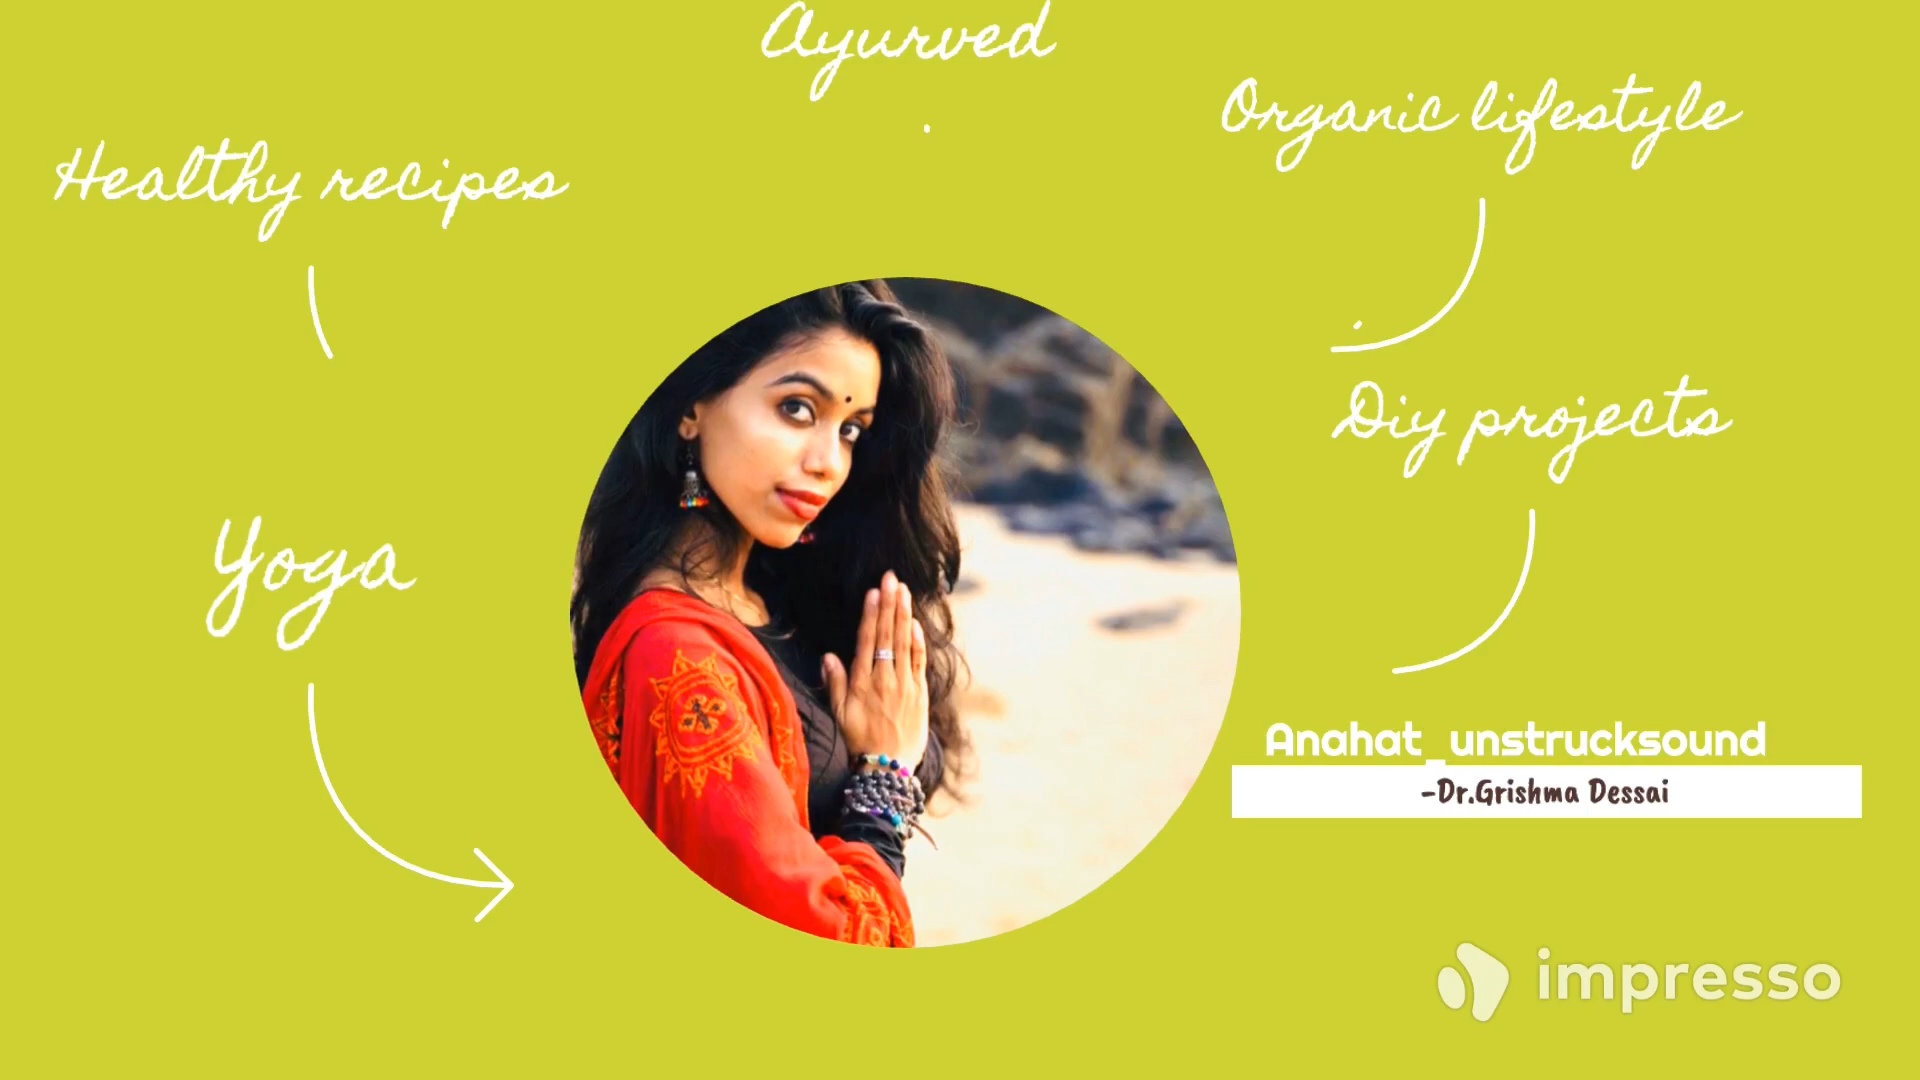 Ayurved
Organic lifestyle
Healthy recipes
Diy projects
Yoga
Anahat_unstrucksound
-Dr.Grishma Dessai
impresso